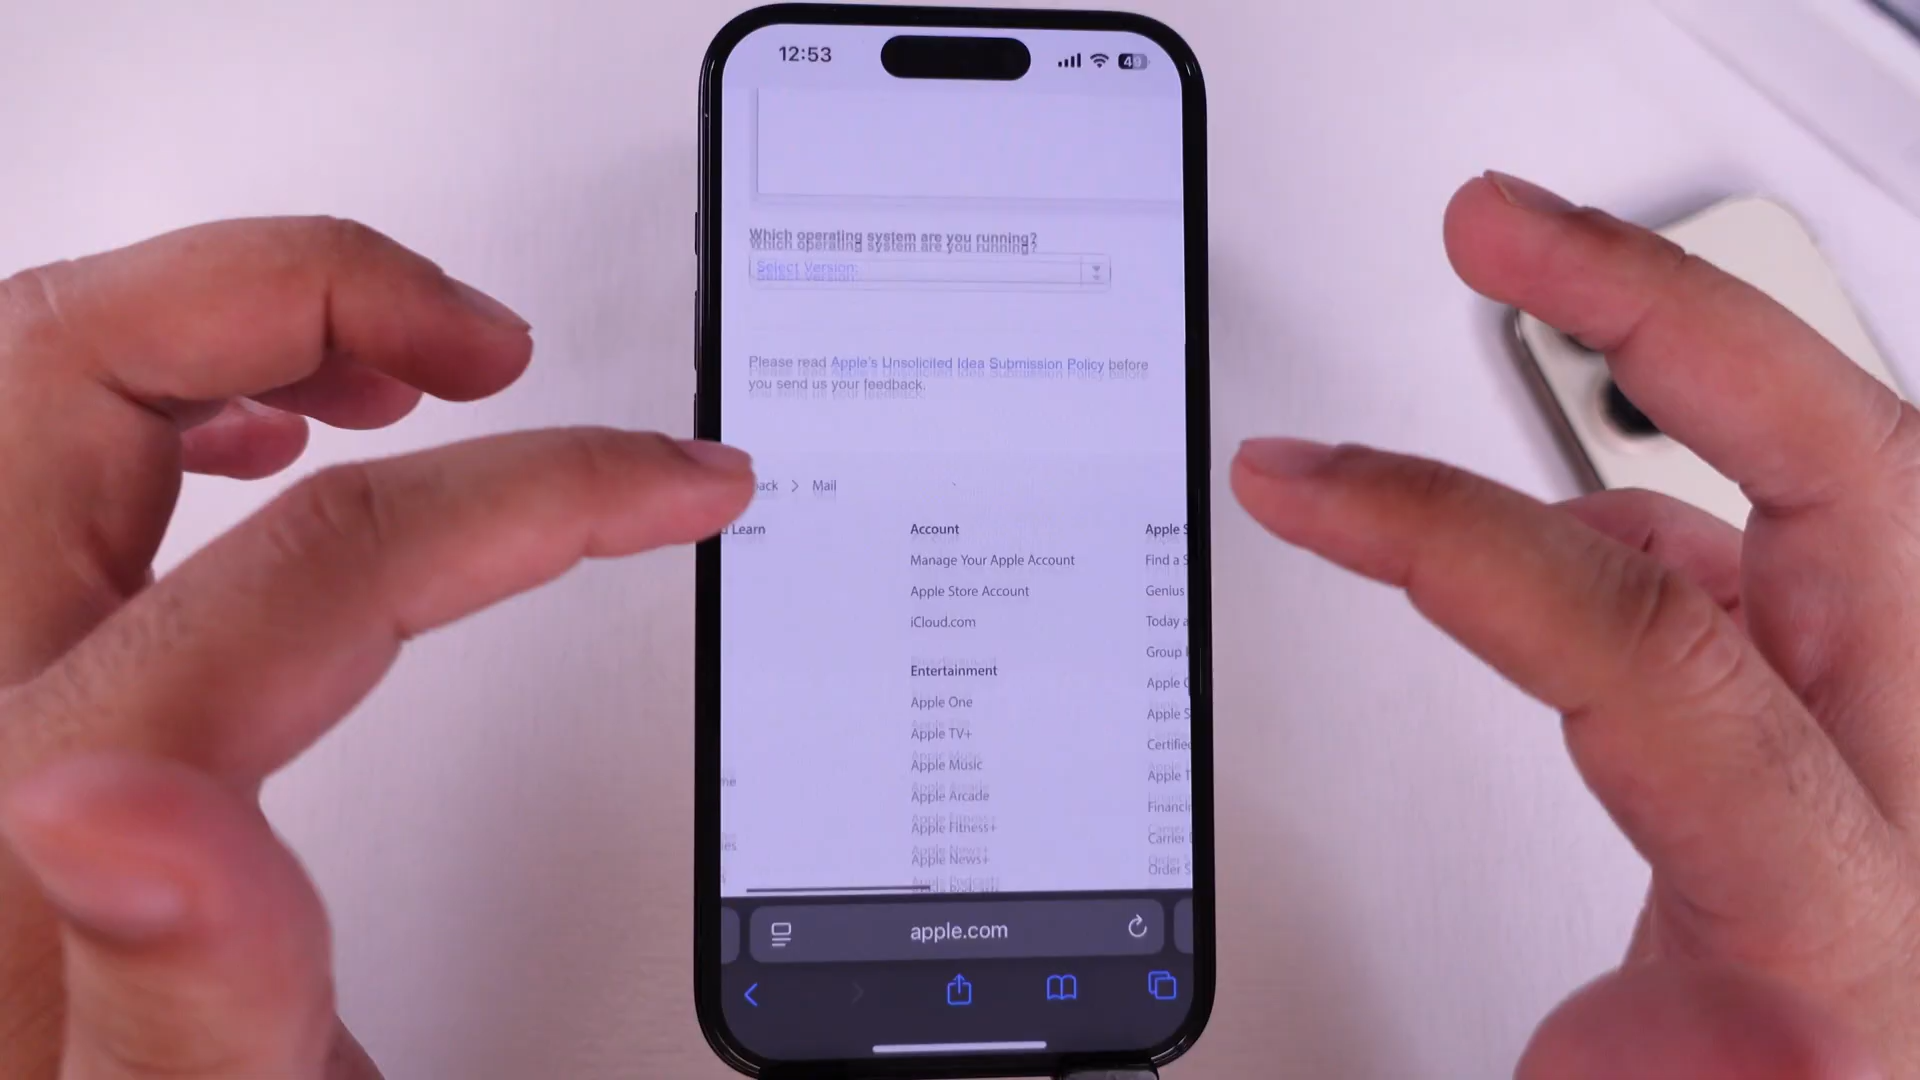 12:53
49
Which operating system are you running?
Select Version:
Please read Apple's Unsolicited Idea Submission Policy before
you send us your feedback.
Mail
Learn
Account
Apple
Manage Your Apple Account
Find a
Apple Store Account
Genius
iCloud.com
Today
Group
Entertainment
Apple
Apple One
Apple
Apple TV+
Certified
Apple Music
Apple
Apple Arcade
Apple Fitness+
Carrier
Apple News+
Order
apple.com